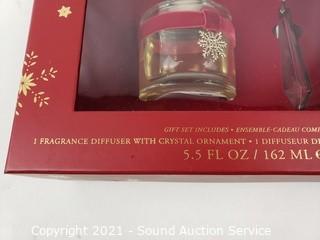 GIFT SET INCLUDES • ENSEMBLE-CADEAU COMP
1 FRAGRANCE DIFFUSER WITH CRYSTAL ORNAMENT • 1 DIFFUSEUR DE
5.5 FL OZ / 162 ML
Copyright 2021 - Sound Auction Service